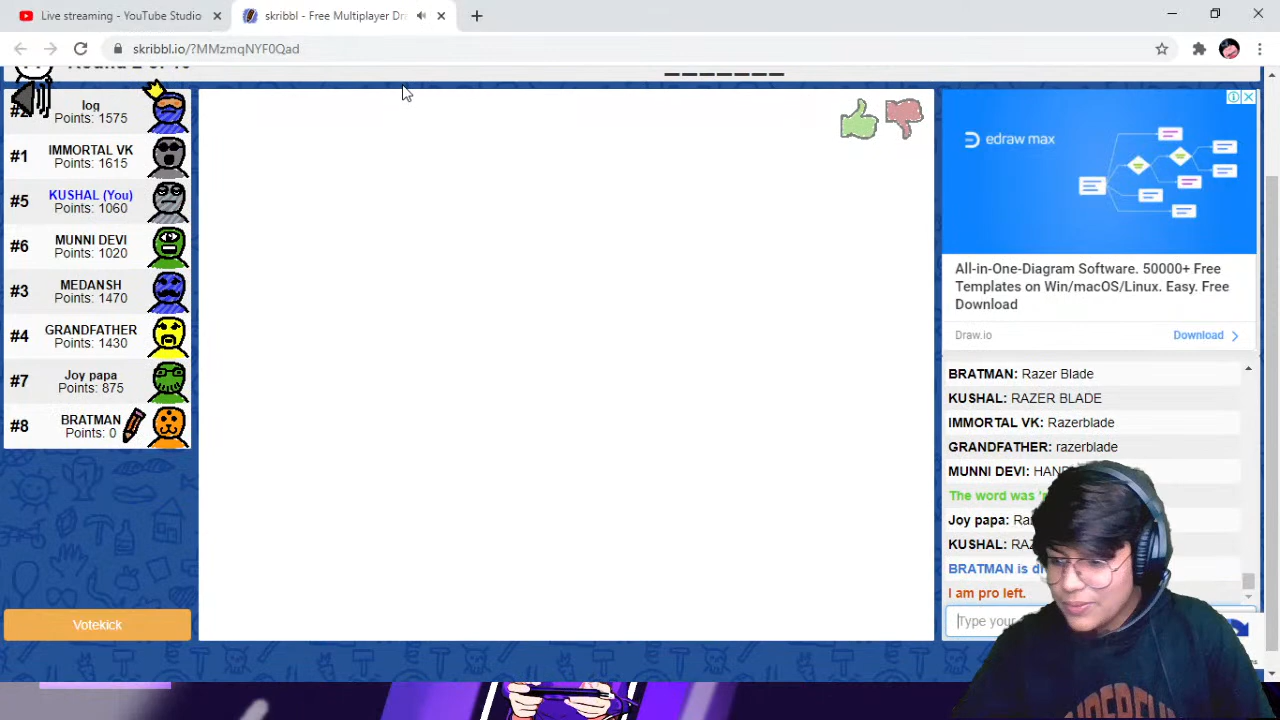 Live streaming - YouTube Studio
skribbl - Free Multiplayer Dra
skribbl.io/?MMzmqNYF0Qad
log
Points: 1575
#1
IMMORTAL VK
Points: 1615
#5
KUSHAL (You)
Points: 1060
#6
MUNNI DEVI
Points: 1020
#3
MEDANSH
Points: 1470
#4
GRANDFATHER
Points: 1430
#7
Joy papa
Points: 875
#8
BRATMAN
Points: 0
Votekick
edraw max
All-in-One-Diagram Software. 50000+ Free
Templates on Win/macOS/Linux. Easy. Free
Download
Draw.io
Download
BRATMAN: Razer Blade
KUSHAL: RAZER BLADE
IMMORTAL VK: Razerblade
GRANDFATHER: razerblade
MUNNI DEVI:
The word was
Joy papa:
KUSHAL:
BRATMAN is
I am pro left.
Type your